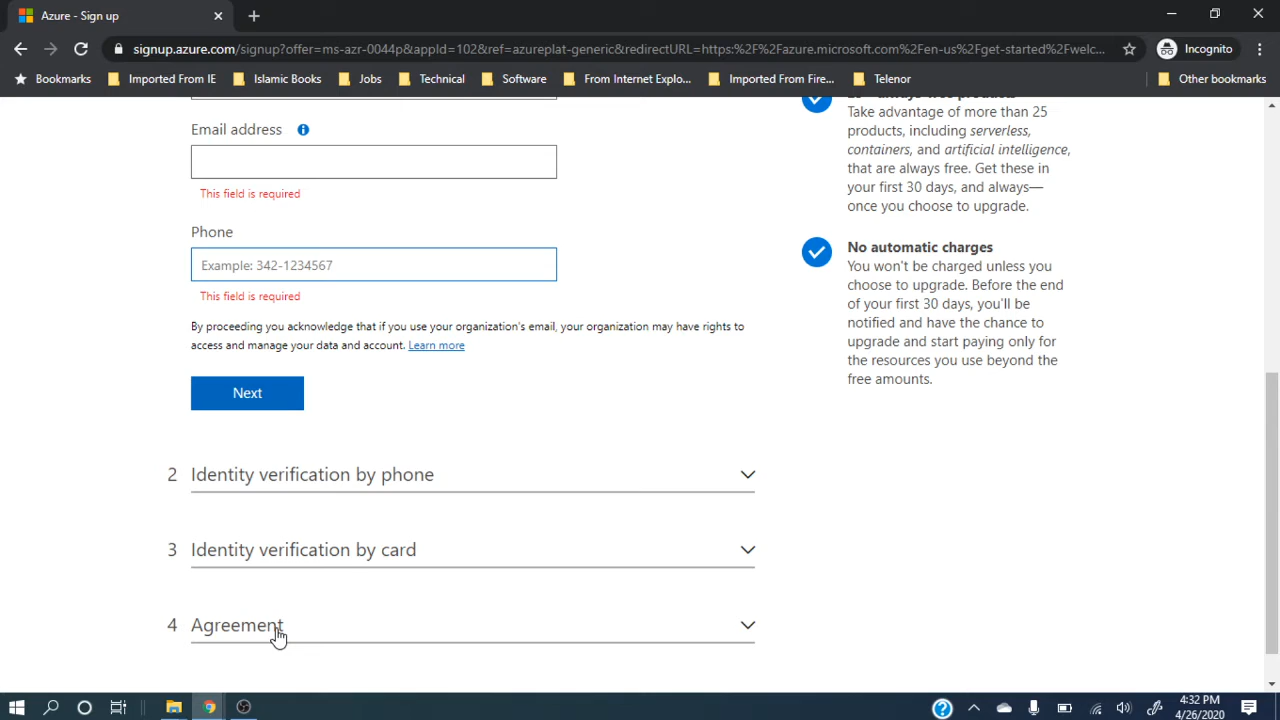 Azure - Sign up
signup.azure.com/signup?offer=ms-azr-0044p&appId=102&ref=azureplat-generic&redirectURL=https:%2F%2Fazure.microsoft.com%2Fen-us%2Fget-started%2Fwelc...
Incognito
Bookmarks
Imported From IE
Islamic Books
Jobs
Technical
Software
From Internet Explo...
Imported From Fire...
Telenor
Other bookmarks
Email address
This field is required
Phone
Example: 342-1234567
This field is required
By proceeding you acknowledge that if you use your organization's email, your organization may have rights to
access and manage your data and account. Learn more
Next
2 Identity verification by phone
3 Identity verification by card
4 Agreement
Take advantage of more than 25
products, including serverless,
containers, and artificial intelligence,
that are always free. Get these in
your first 30 days, and always—
once you choose to upgrade.
No automatic charges
You won't be charged unless you
choose to upgrade. Before the end
of your first 30 days, you'll be
notified and have the chance to
upgrade and start paying only for
the resources you use beyond the
free amounts.
4:32 PM
4/26/2020